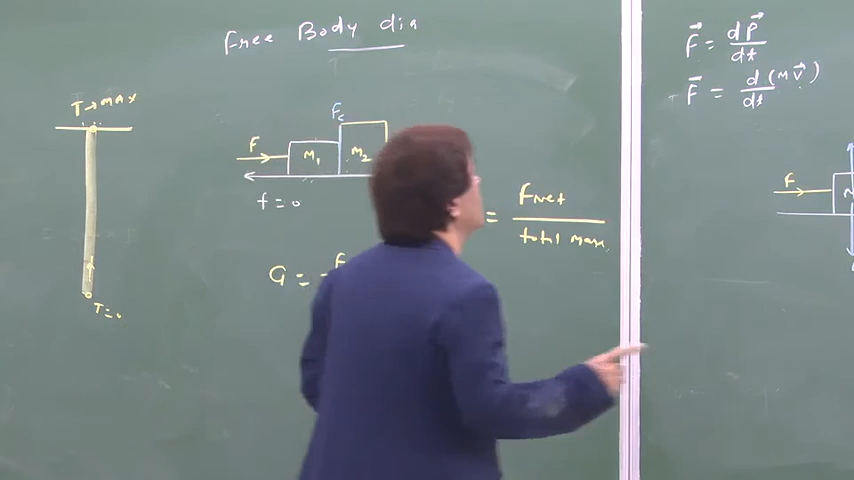 Free Body dia
T→max
T=0
F
Fc
M1
M2
f=0
= Fnet
total mass
a =
F⃗ = dP⃗
dt
F⃗ = d (mv⃗)
dt
F